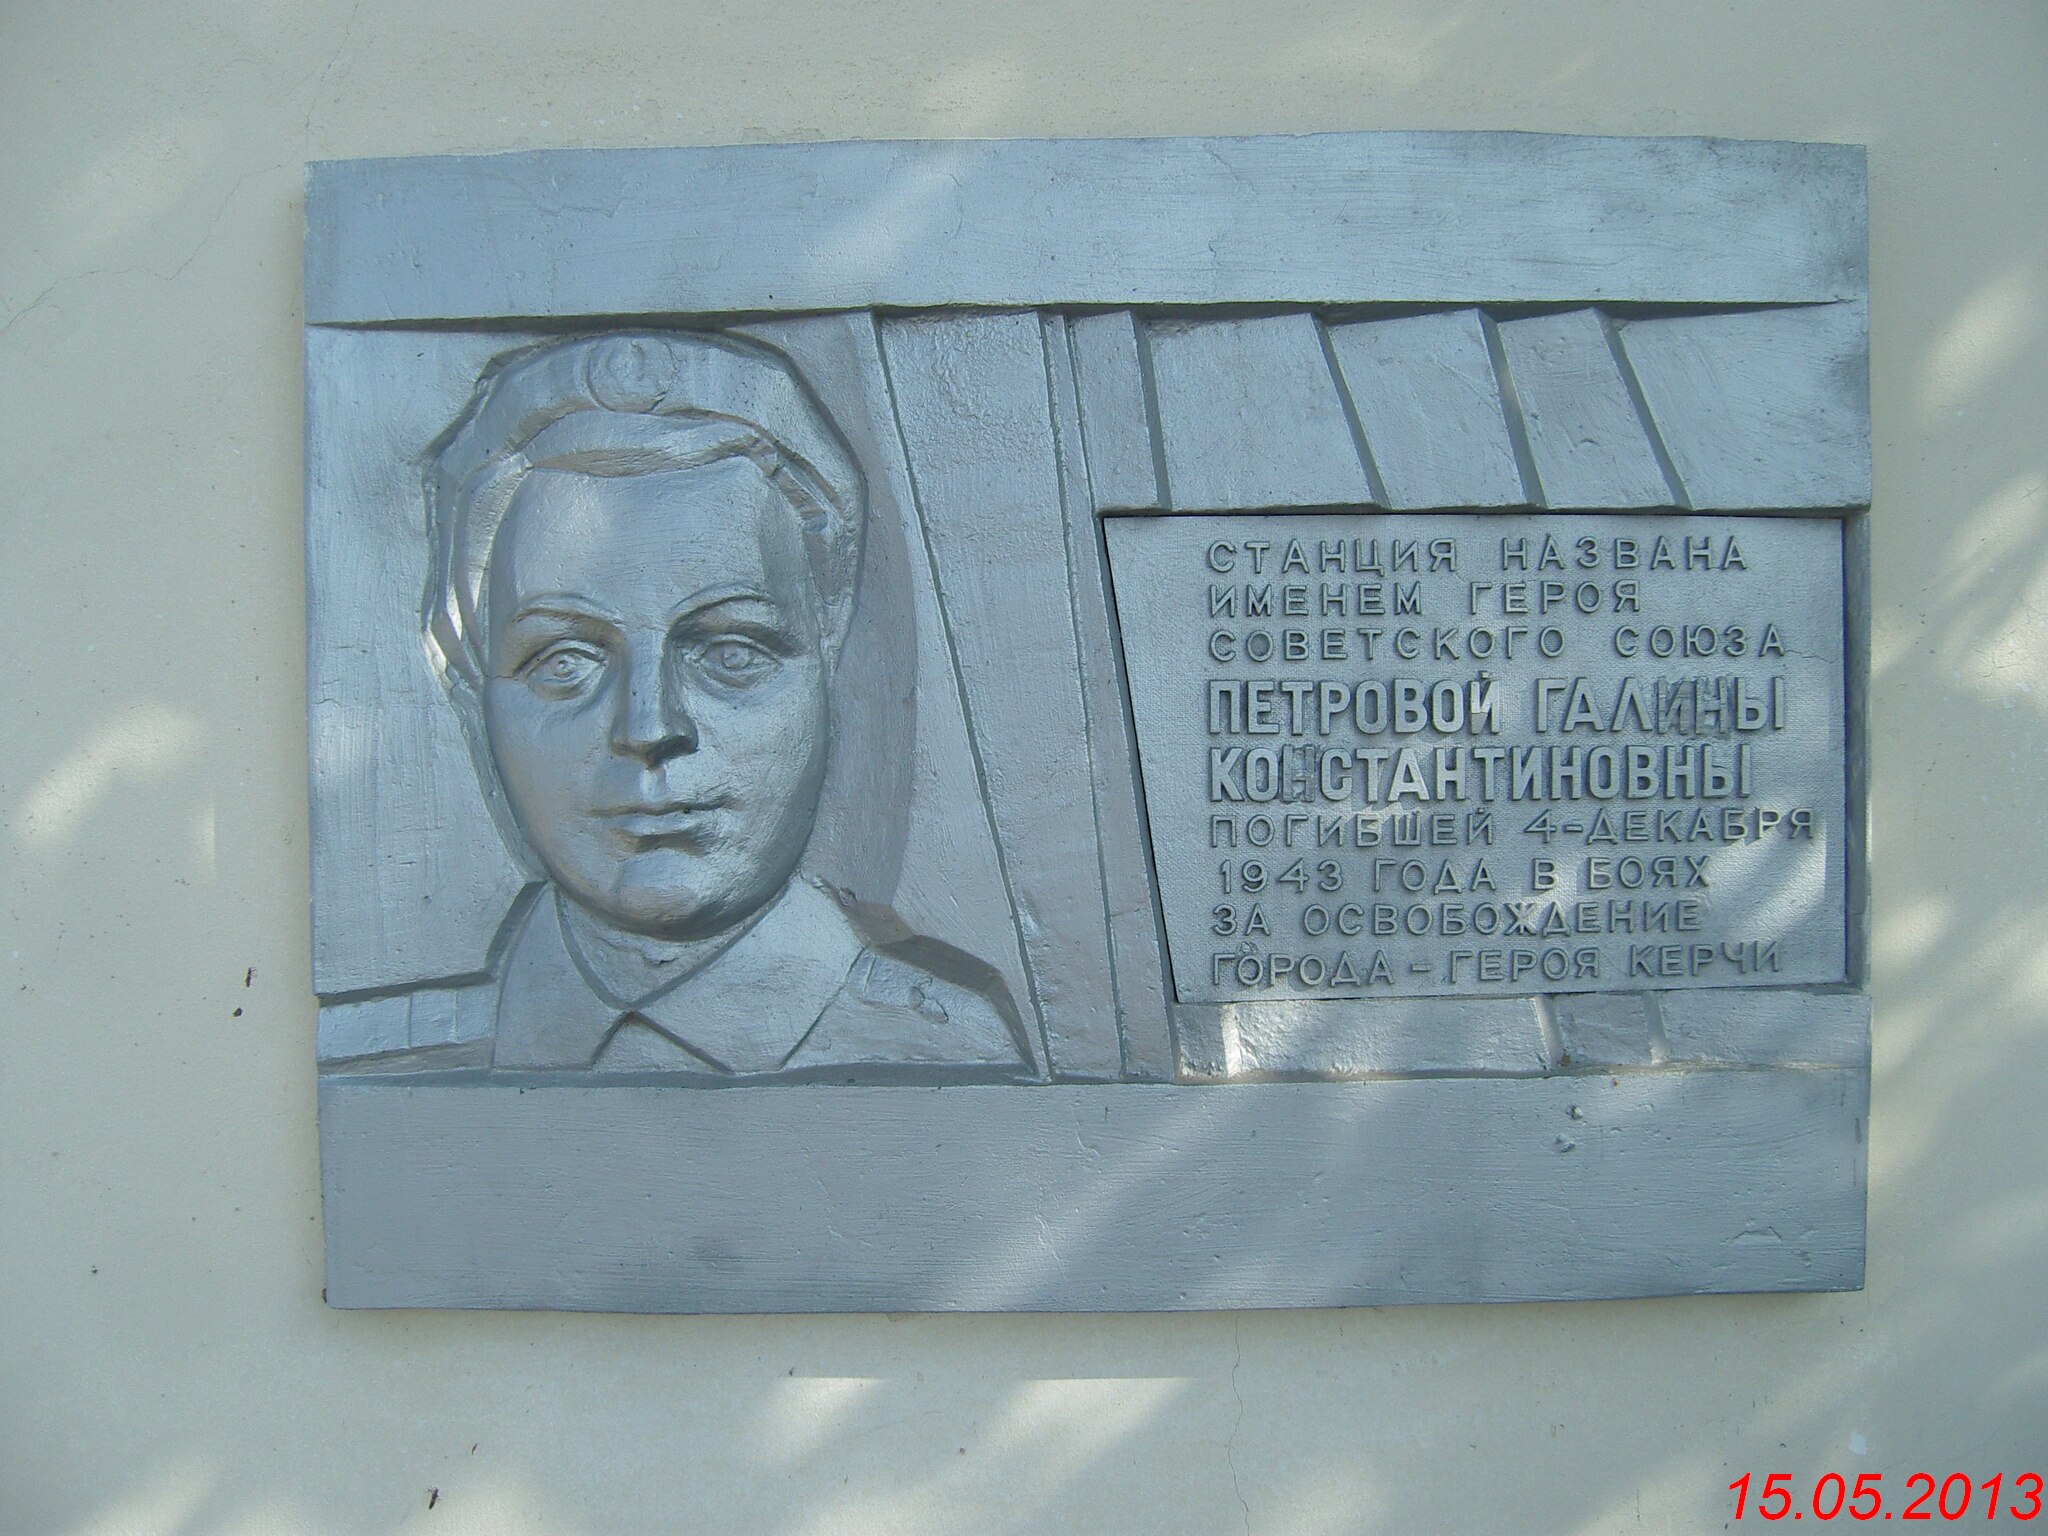 СТАНЦИЯ НАЗВАНА
ИМЕНЕМ ГЕРОЯ
СОВЕТСКОГО СОЮЗА
ПЕТРОВОЙ ГАЛИНЫ
КОНСТАНТИНОВНЫ
ПОГИБШЕЙ 4-ДЕКАБРЯ
1943 ГОДА В БОЯХ
ЗА ОСВОБОЖДЕНИЕ
ГОРОДА-ГЕРОЯ КЕРЧИ
15.05.2013